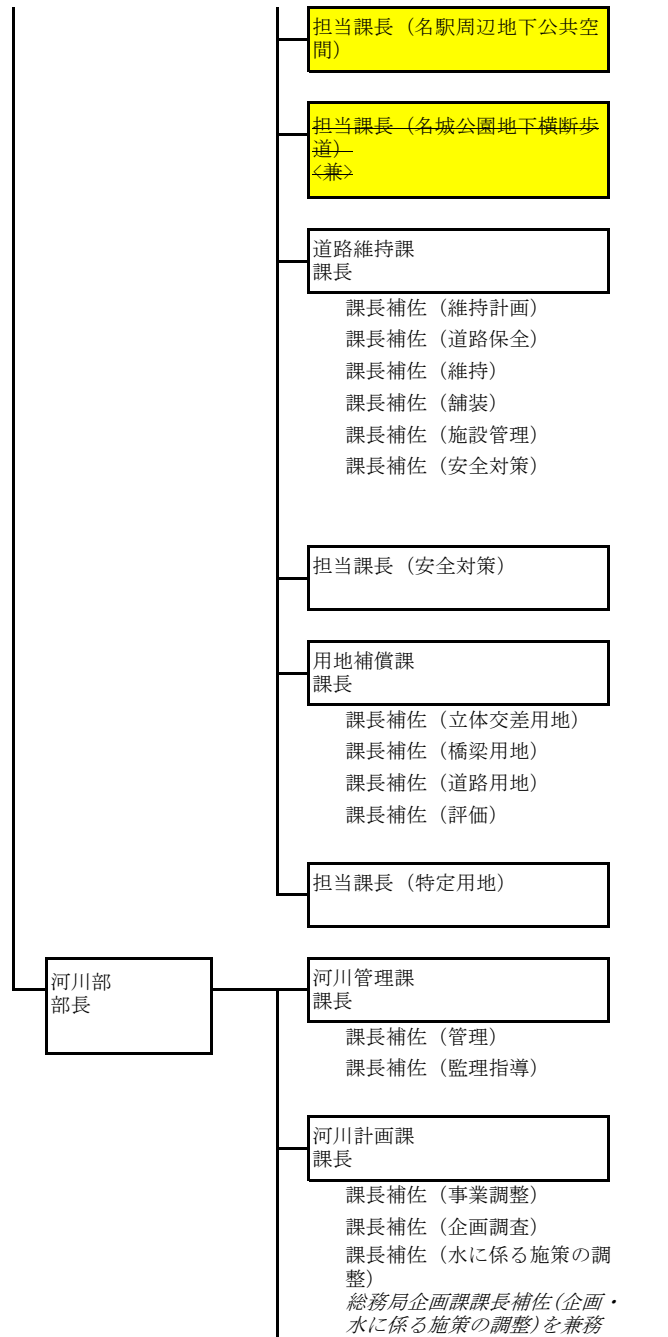 担当課長（名駅周辺地下公共空
間）
担当課長（名城公園地下横断歩
道）
<兼>
道路維持課
課長
課長補佐（維持計画）
課長補佐（道路保全）
課長補佐（維持）
課長補佐（舗装）
課長補佐（施設管理）
課長補佐（安全対策）
担当課長（安全対策）
用地補償課
課長
課長補佐（立体交差用地）
課長補佐（橋梁用地）
課長補佐（道路用地）
課長補佐（評価）
担当課長（特定用地）
河川部
部長
河川管理課
課長
課長補佐（管理）
課長補佐（監理指導）
河川計画課
課長
課長補佐（事業調整）
課長補佐（企画調査）
課長補佐（水に係る施策の調
整）
総務局企画課課長補佐(企画・
水に係る施策の調整)を兼務